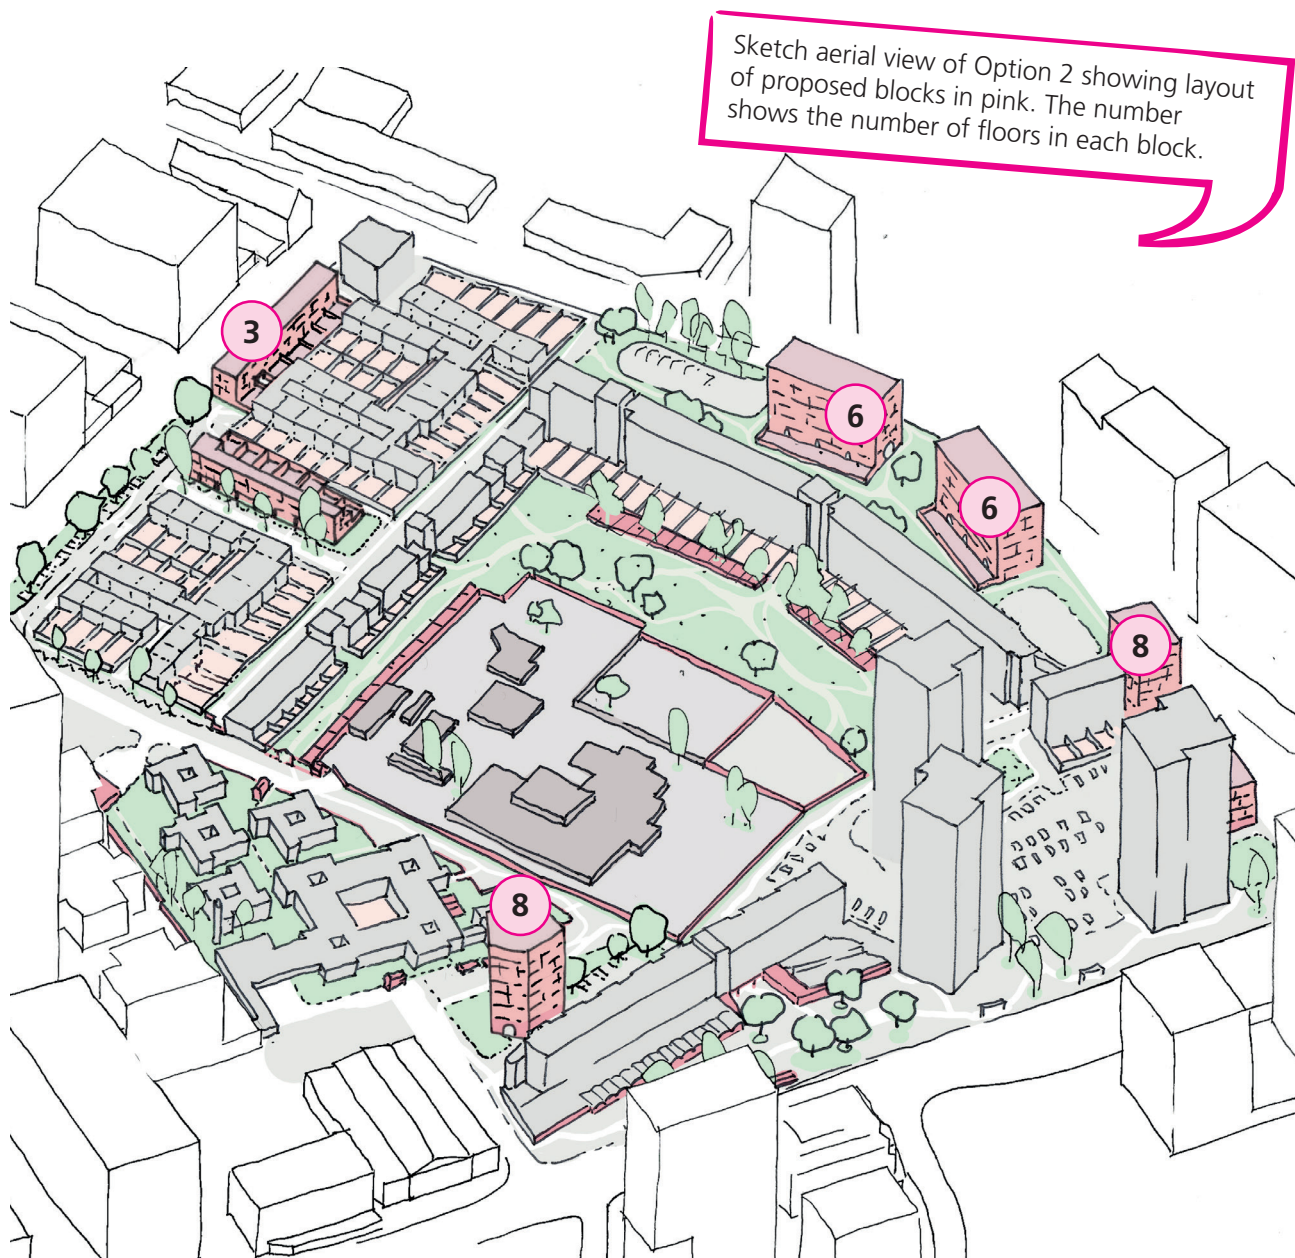 Sketch aerial view of Option 2 showing layout
of proposed blocks in pink. The number
shows the number of floors in each block.
3
6
6
8
8